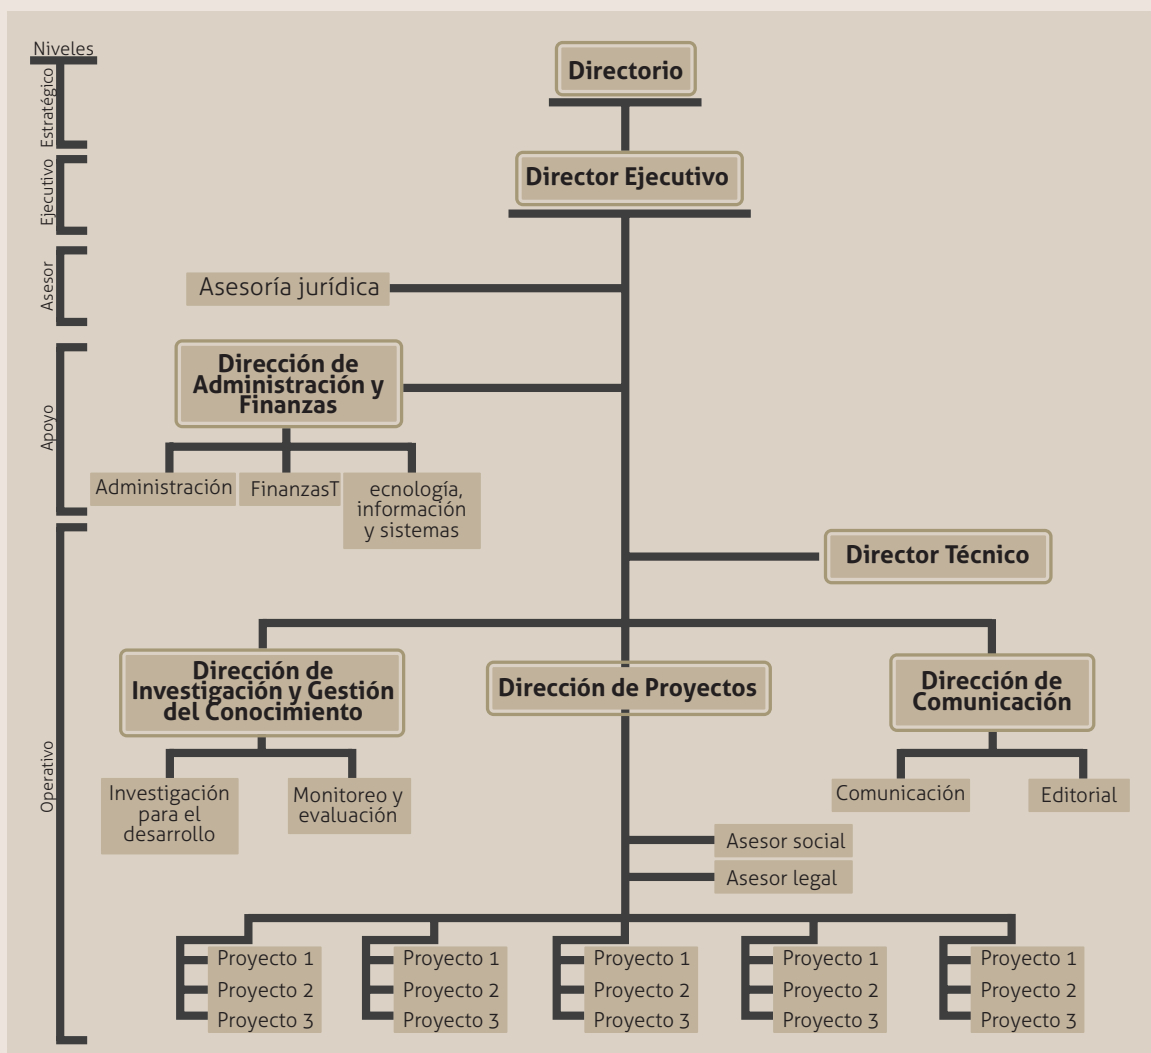 Niveles
Estratégico
Ejecutivo
Asesor
Apoyo
Operativo
Directorio
Director Ejecutivo
Asesoría jurídica
Dirección de
Administración y
Finanzas
Administración
FinanzasT
ecnología,
información
y sistemas
Director Técnico
Dirección de
Investigación y Gestión
del Conocimiento
Dirección de Proyectos
Dirección de
Comunicación
Investigación
para el
desarrollo
Monitoreo y
evaluación
Comunicación
Editorial
Asesor social
Asesor legal
Proyecto 1
Proyecto 2
Proyecto 3
Proyecto 1
Proyecto 2
Proyecto 3
Proyecto 1
Proyecto 2
Proyecto 3
Proyecto 1
Proyecto 2
Proyecto 3
Proyecto 1
Proyecto 2
Proyecto 3